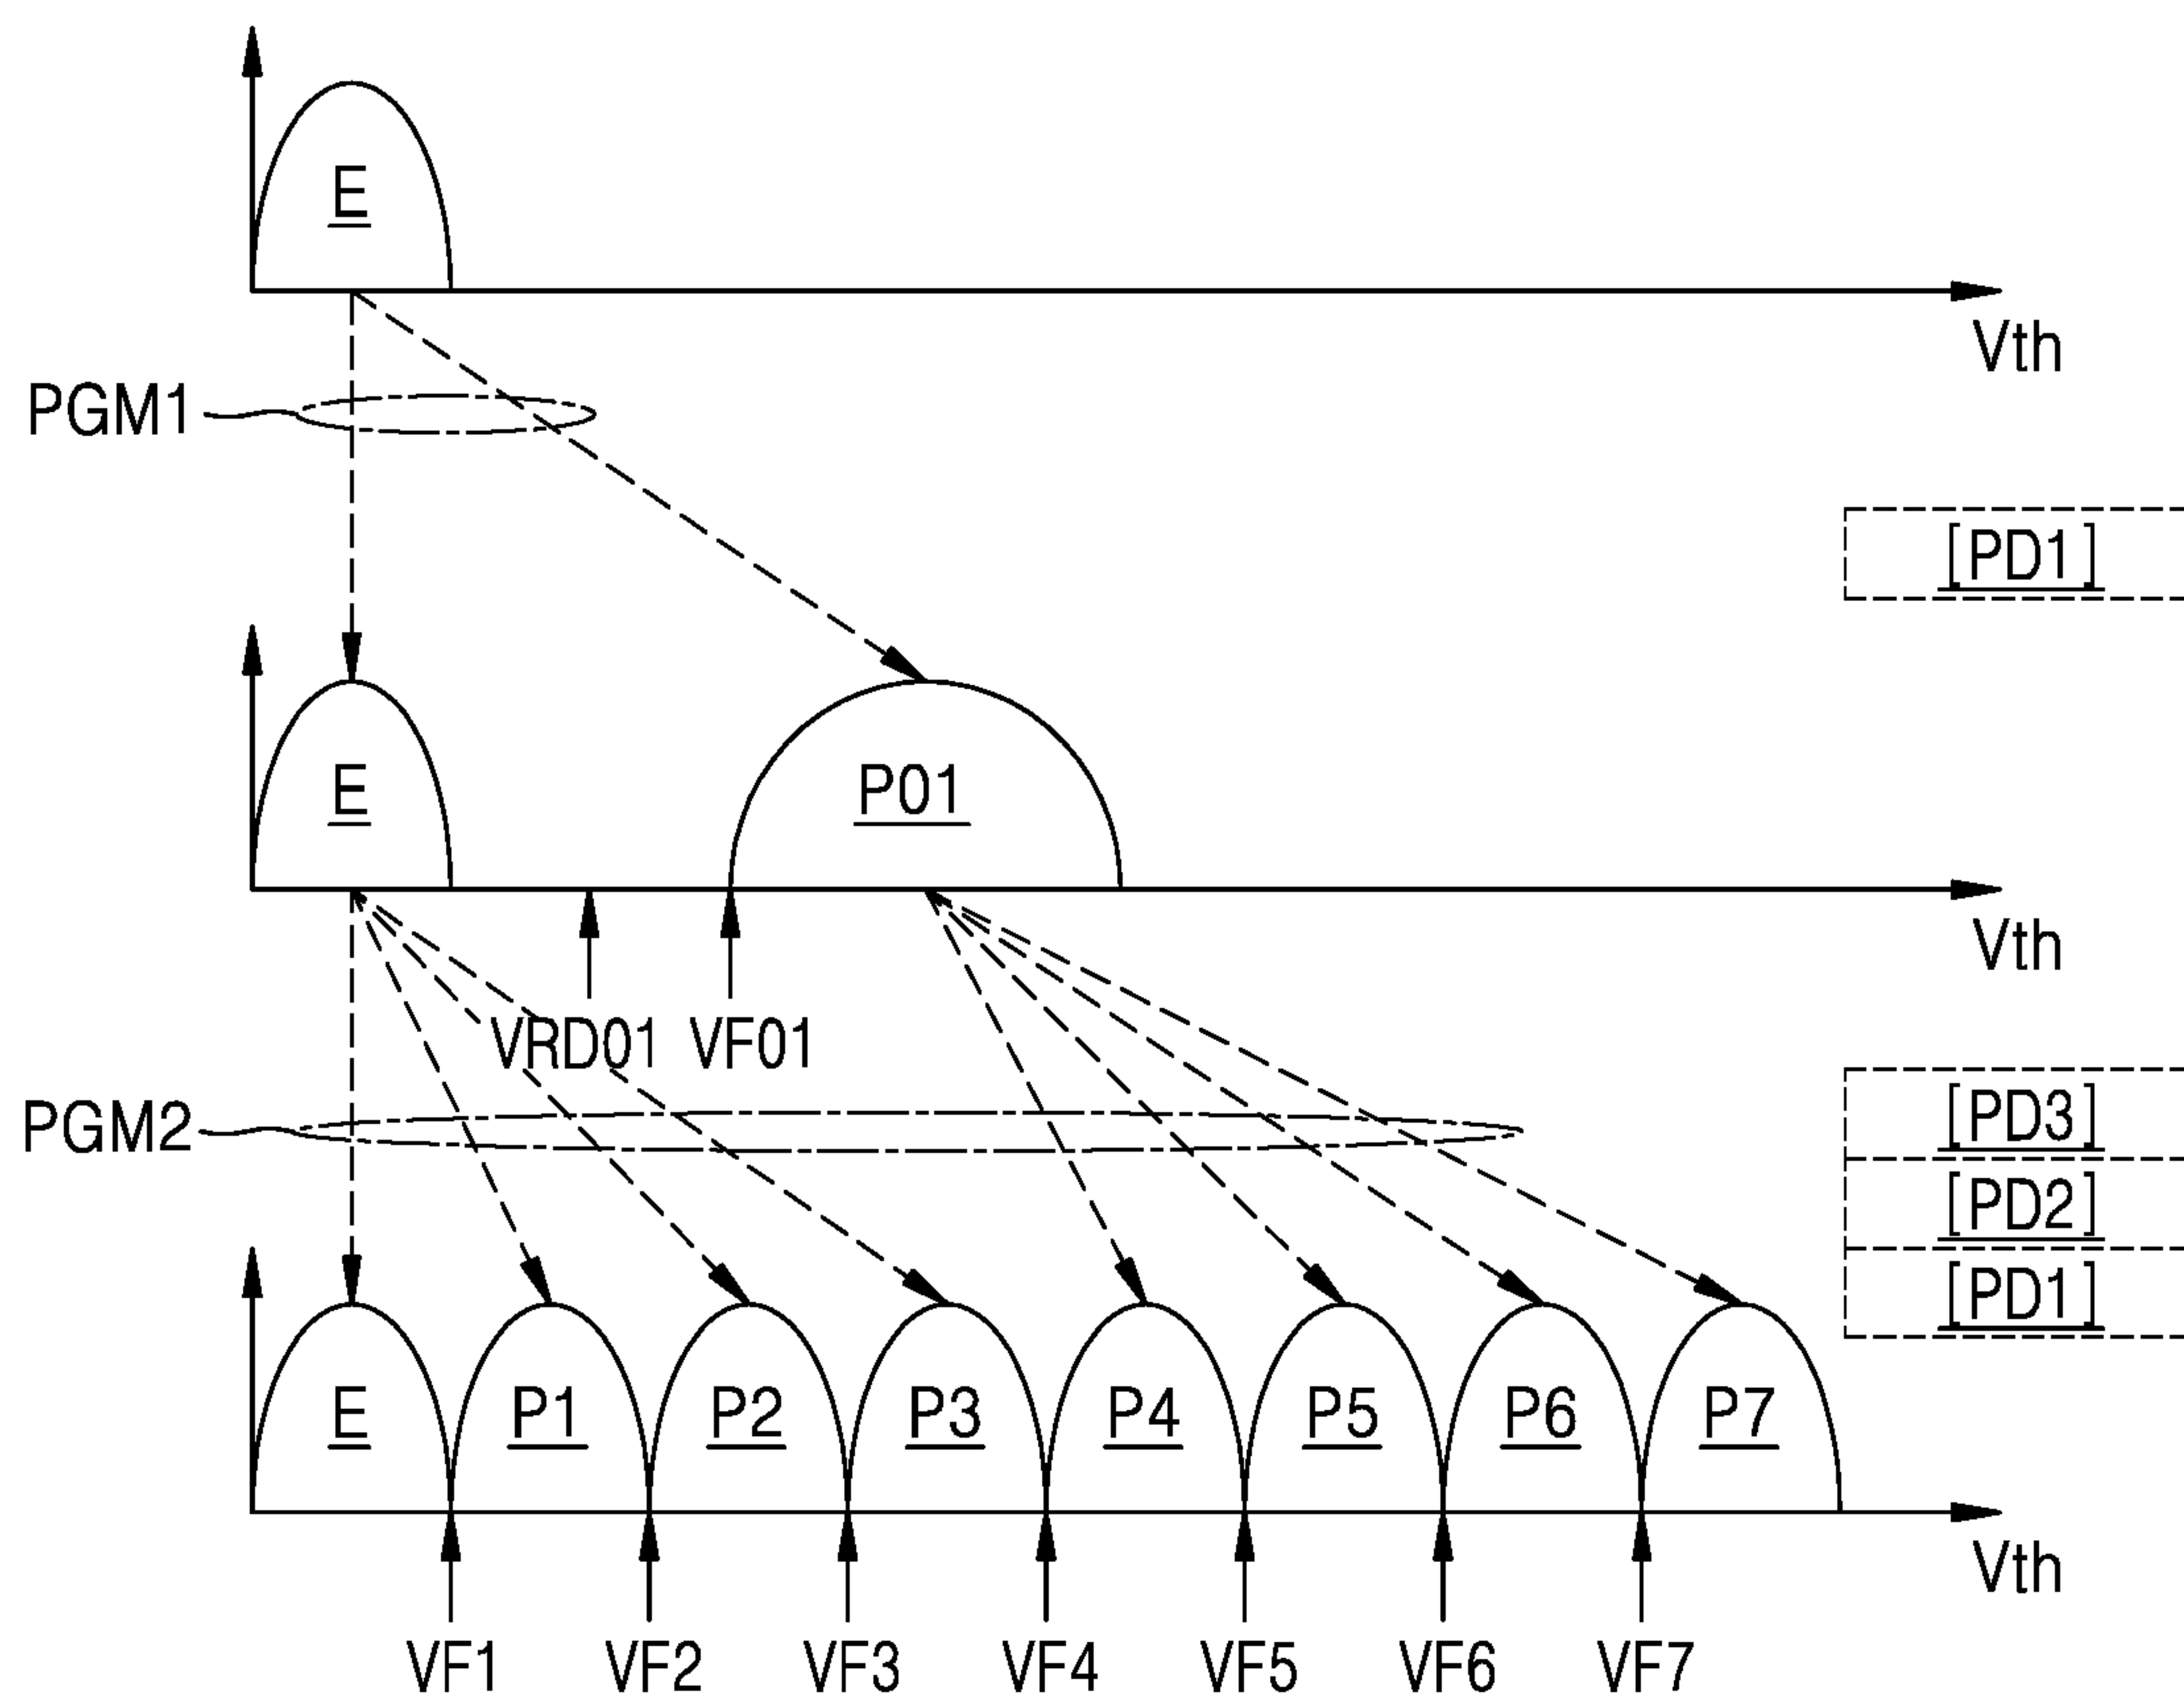 E
Vth
PGM1
[PD1]
E
P01
Vth
VRD01 VF01
PGM2
[PD3]
[PD2]
[PD1]
E P1 P2 P3 P4 P5 P6 P7
Vth
VF1 VF2 VF3 VF4 VF5 VF6 VF7